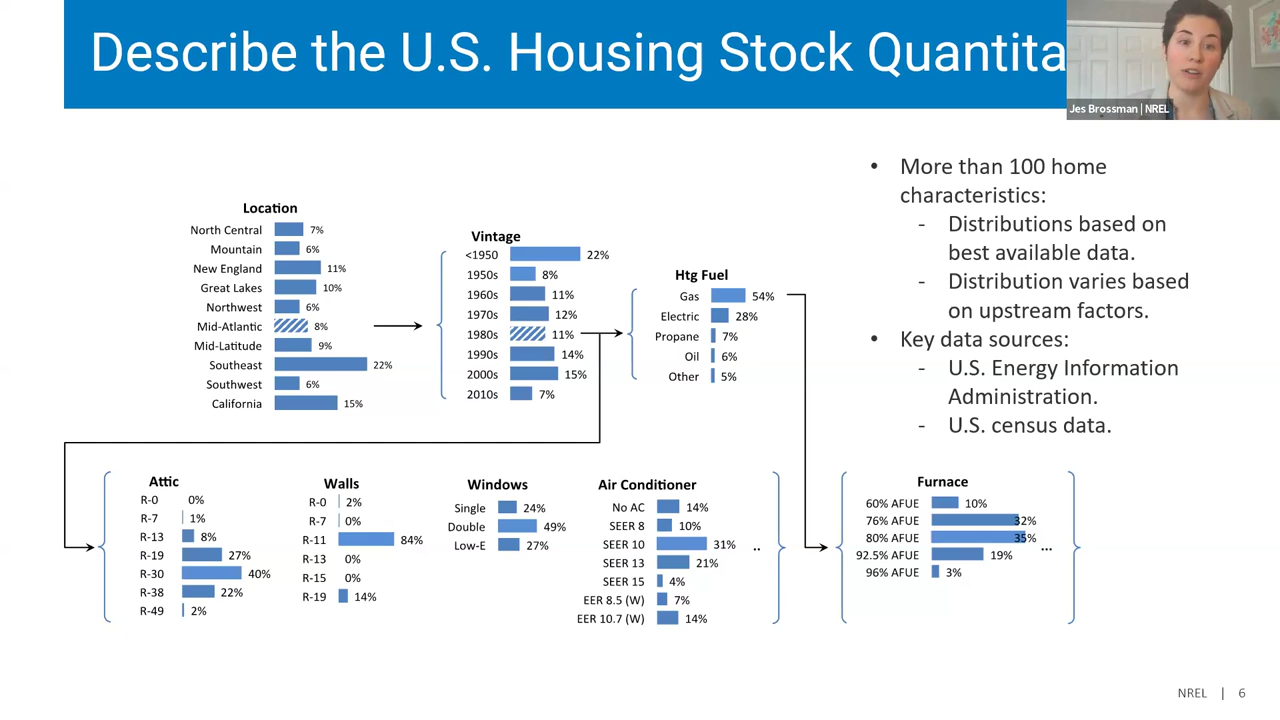 Describe the U.S. Housing Stock Quantita
Jes Brossman | NREL
Location
North Central 7%
Mountain 6%
New England 11%
Great Lakes 10%
Northwest 6%
Mid-Atlantic 8%
Mid-Latitude 9%
Southeast 22%
Southwest 6%
California 15%
Vintage
<1950 22%
1950s 8%
1960s 11%
1970s 12%
1980s 11%
1990s 14%
2000s 15%
2010s 7%
Htg Fuel
Gas 54%
Electric 28%
Propane 7%
Oil 6%
Other 5%
• More than 100 home
characteristics:
- Distributions based on
best available data.
- Distribution varies based
on upstream factors.
• Key data sources:
- U.S. Energy Information
Administration.
- U.S. census data.
Attic
R-0 0%
R-7 1%
R-13 8%
R-19 27%
R-30 40%
R-38 22%
R-49 2%
Walls
R-0 2%
R-7 0%
R-11 84%
R-13 0%
R-15 0%
R-19 14%
Windows
Single 24%
Double 49%
Low-E 27%
Air Conditioner
No AC 14%
SEER 8 10%
SEER 10 31%
SEER 13 21%
SEER 15 4%
EER 8.5 (W) 7%
EER 10.7 (W) 14%
..
Furnace
60% AFUE 10%
76% AFUE 32%
80% AFUE 35%
92.5% AFUE 19%
96% AFUE 3%
...
NREL | 6